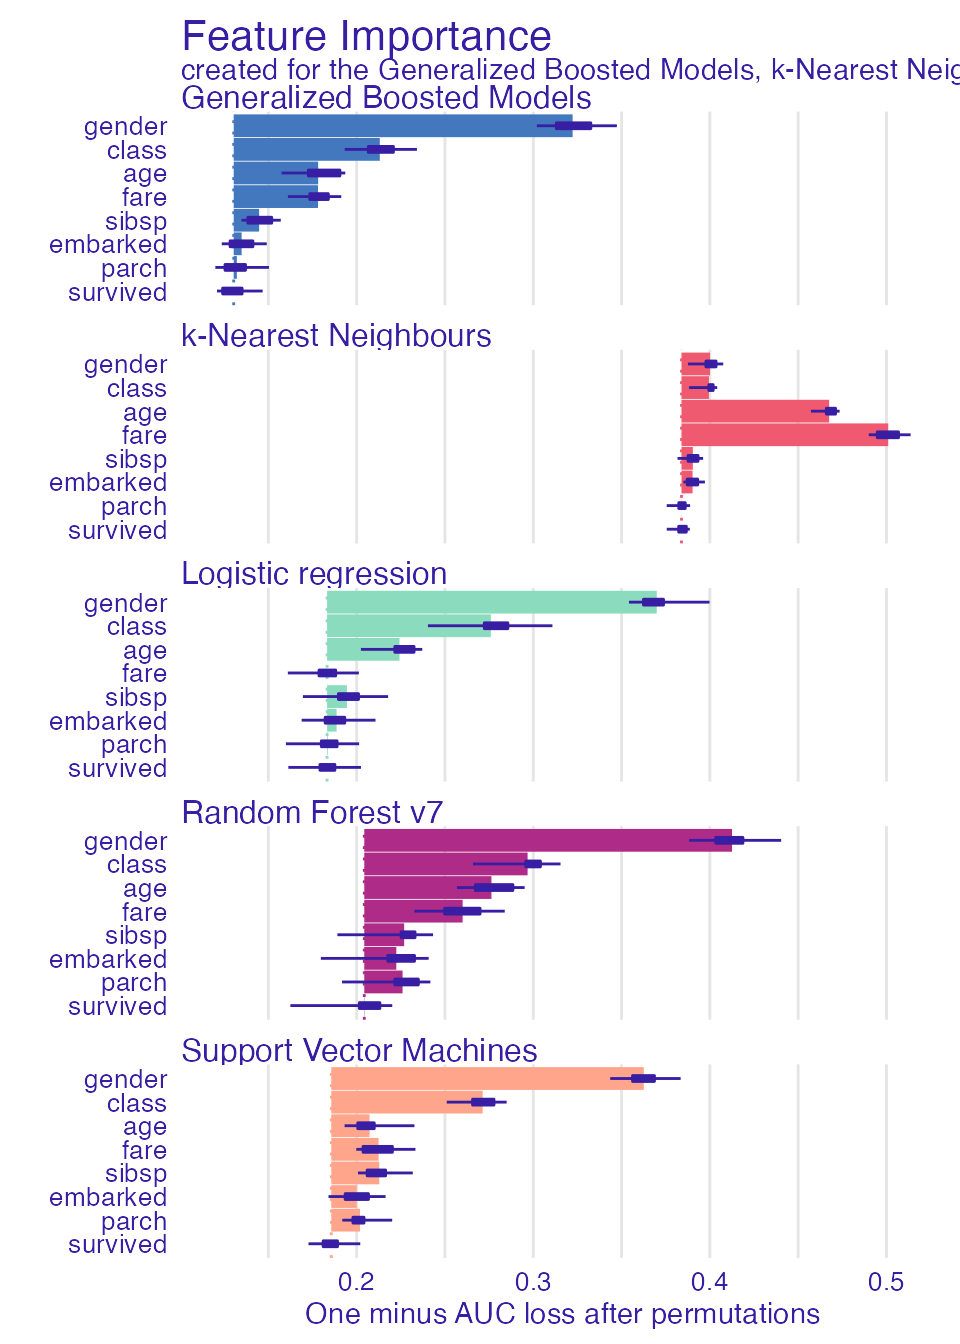 Feature Importance
created for the Generalized Boosted Models, k-Nearest Neig
Generalized Boosted Models
gender
class
age
fare
sibsp
embarked
parch
survived
k-Nearest Neighbours
gender
class
age
fare
sibsp
embarked
parch
survived
Logistic regression
gender
class
age
fare
sibsp
embarked
parch
survived
Random Forest v7
gender
class
age
fare
sibsp
embarked
parch
survived
Support Vector Machines
gender
class
age
fare
sibsp
embarked
parch
survived
0.2 0.3 0.4 0.5
One minus AUC loss after permutations